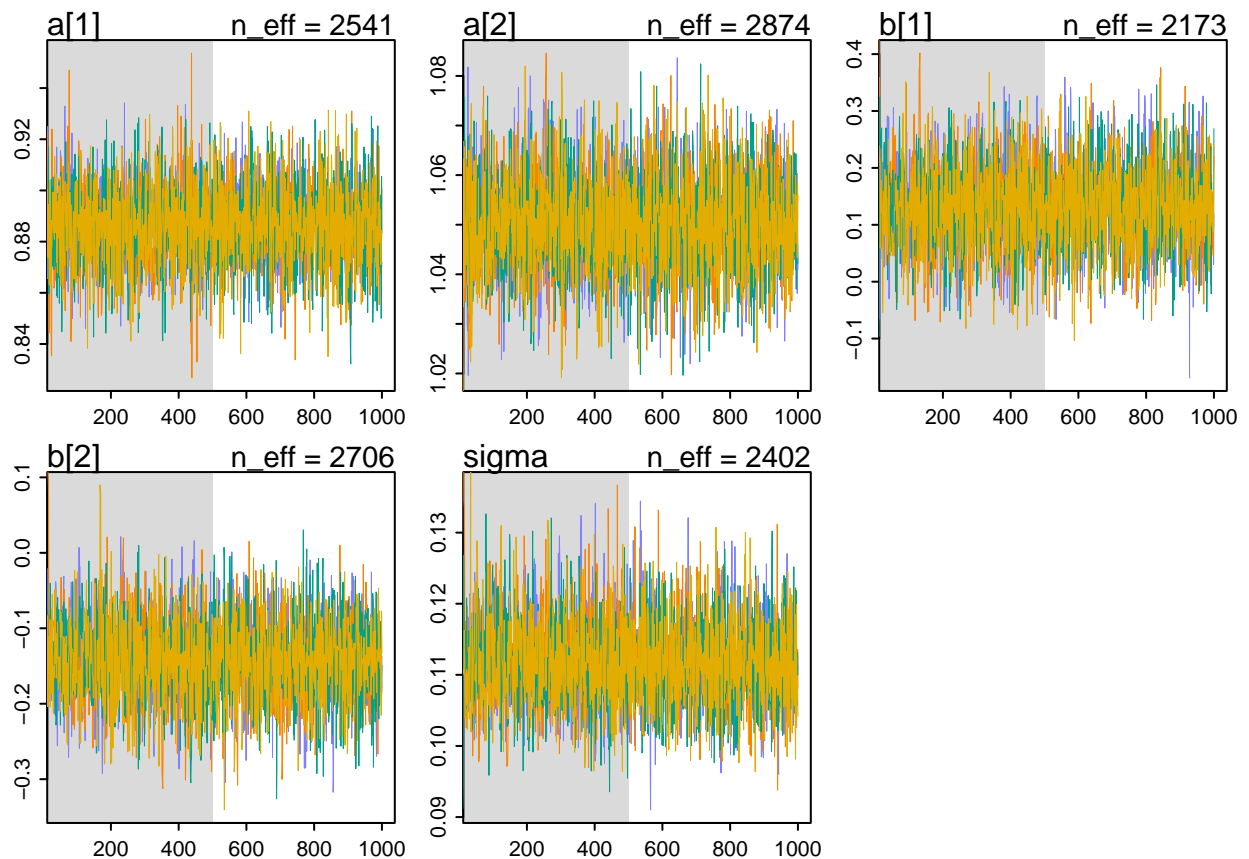 a[1] n_eff = 2541
0.84 0.88 0.92
200 400 600 800 1000
a[2] n_eff = 2874
1.02 1.04 1.06 1.08
200 400 600 800 1000
b[1] n_eff = 2173
−0.1 0.0 0.1 0.2 0.3 0.4
200 400 600 800 1000
b[2] n_eff = 2706
−0.3 −0.2 −0.1 0.0 0.1
200 400 600 800 1000
sigma n_eff = 2402
0.09 0.10 0.11 0.12 0.13
200 400 600 800 1000